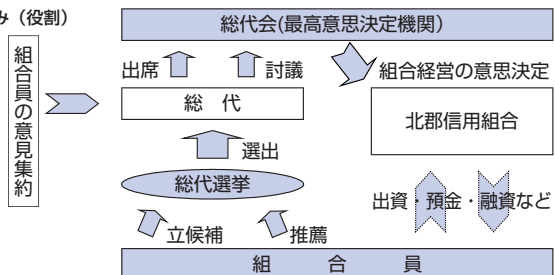 み（役割）
総代会(最高意思決定機関）
組合員の意見集約
出席
討議
組合経営の意思決定
総　代
北郡信用組合
選出
総代選挙
出資・預金・融資など
立候補
推薦
組　合　員